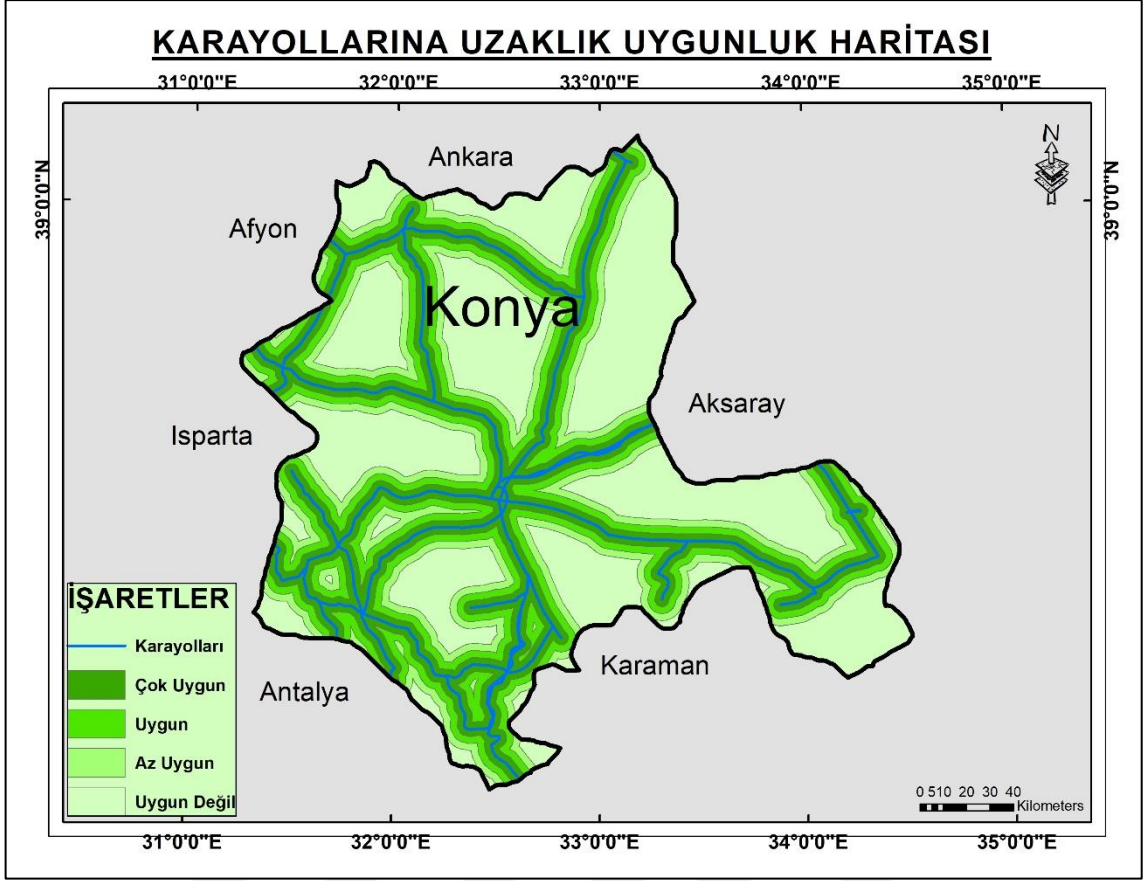 KARAYOLLARINA UZAKLIK UYGUNLUK HARİTASI
31°0'0"E 32°0'0"E 33°0'0"E 34°0'0"E 35°0'0"E
N
Ankara
39°0'0"N
39°0'0"N
Afyon
Konya
Aksaray
Isparta
İŞARETLER
Karayolları
Karaman
Çok Uygun
Antalya
Uygun
Az Uygun
Uygun Değil
0 5 10 20 30 40
Kilometers
31°0'0"E 32°0'0"E 33°0'0"E 34°0'0"E 35°0'0"E